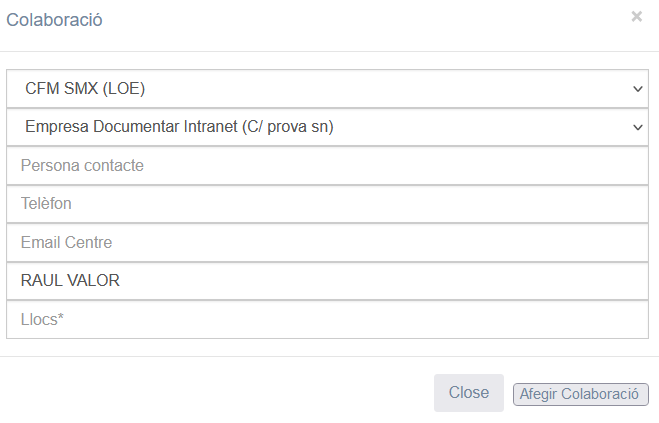 Colaboració
×
CFM SMX (LOE)
Empresa Documentar Intranet (C/ prova sn)
Persona contacte
Telèfon
Email Centre
RAUL VALOR
Llocs*
Close
Afegir Colaboració